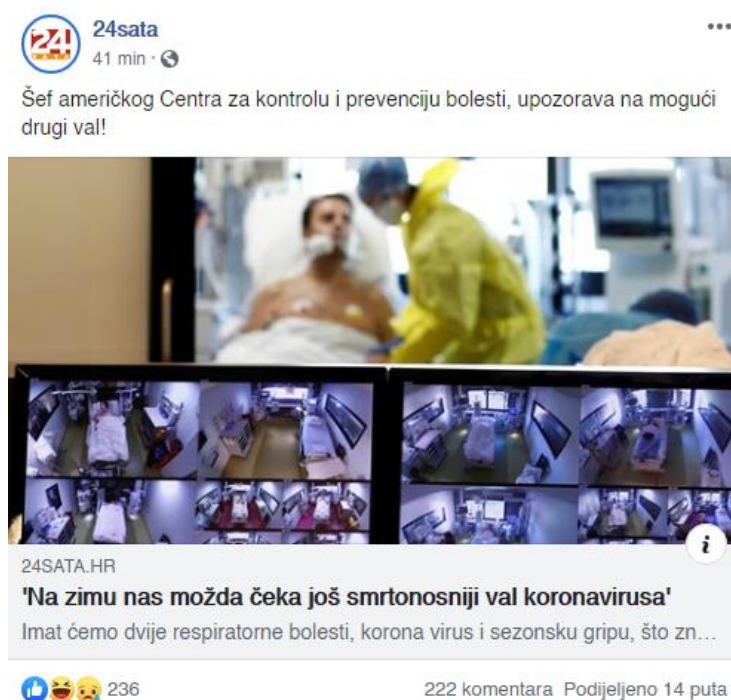 24sata
24
SATA
41 min ·
Šef američkog Centra za kontrolu i prevenciju bolesti, upozorava na mogući
drugi val!
i
24SATA.HR
'Na zimu nas možda čeka još smrtonosniji val koronavirusa'
Imat ćemo dvije respiratorne bolesti, korona virus i sezonsku gripu, što zn...
236
222 komentara Podijeljeno 14 puta